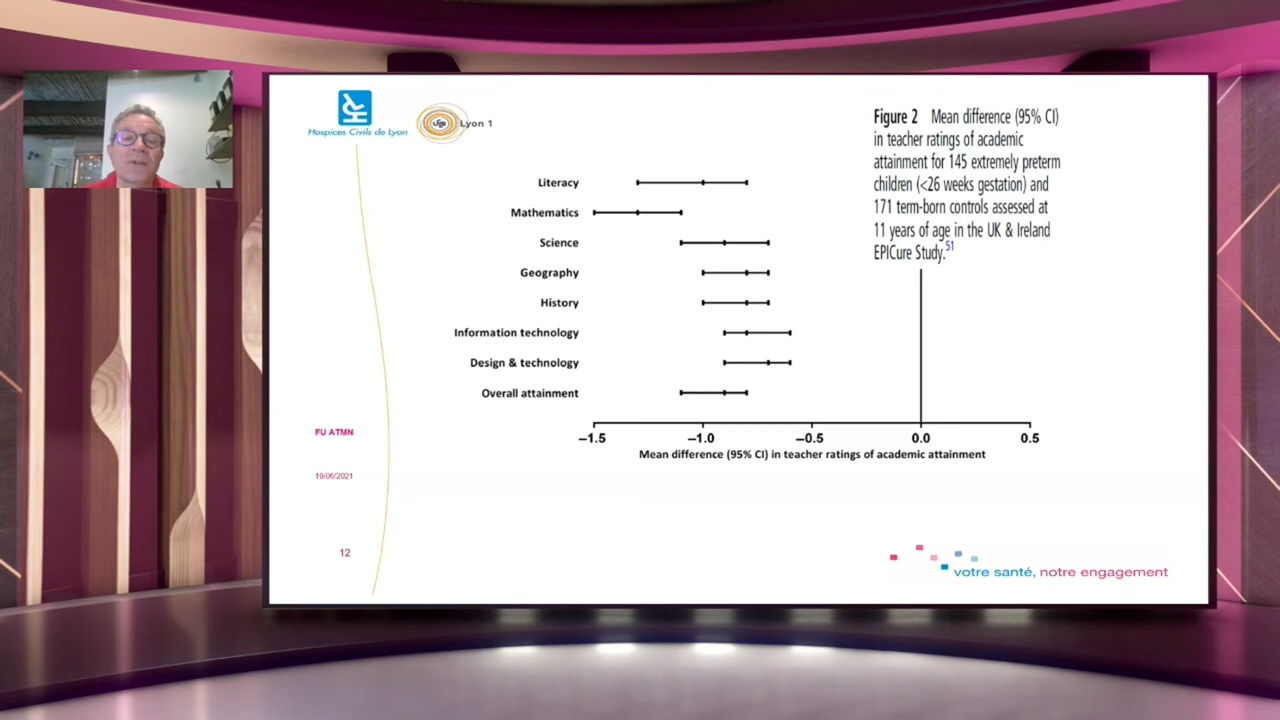 Hospices Civils de Lyon
Lyon 1
Figure 2 Mean difference (95% CI)
in teacher ratings of academic
attainment for 145 extremely preterm
children (<26 weeks gestation) and
171 term-born controls assessed at
11 years of age in the UK & Ireland
EPICure Study.51
Literacy
Mathematics
Science
Geography
History
Information technology
Design & technology
Overall attainment
–1.5 –1.0 –0.5 0.0 0.5
Mean difference (95% CI) in teacher ratings of academic attainment
FU ATMN
19/06/2021
12
votre santé, notre engagement